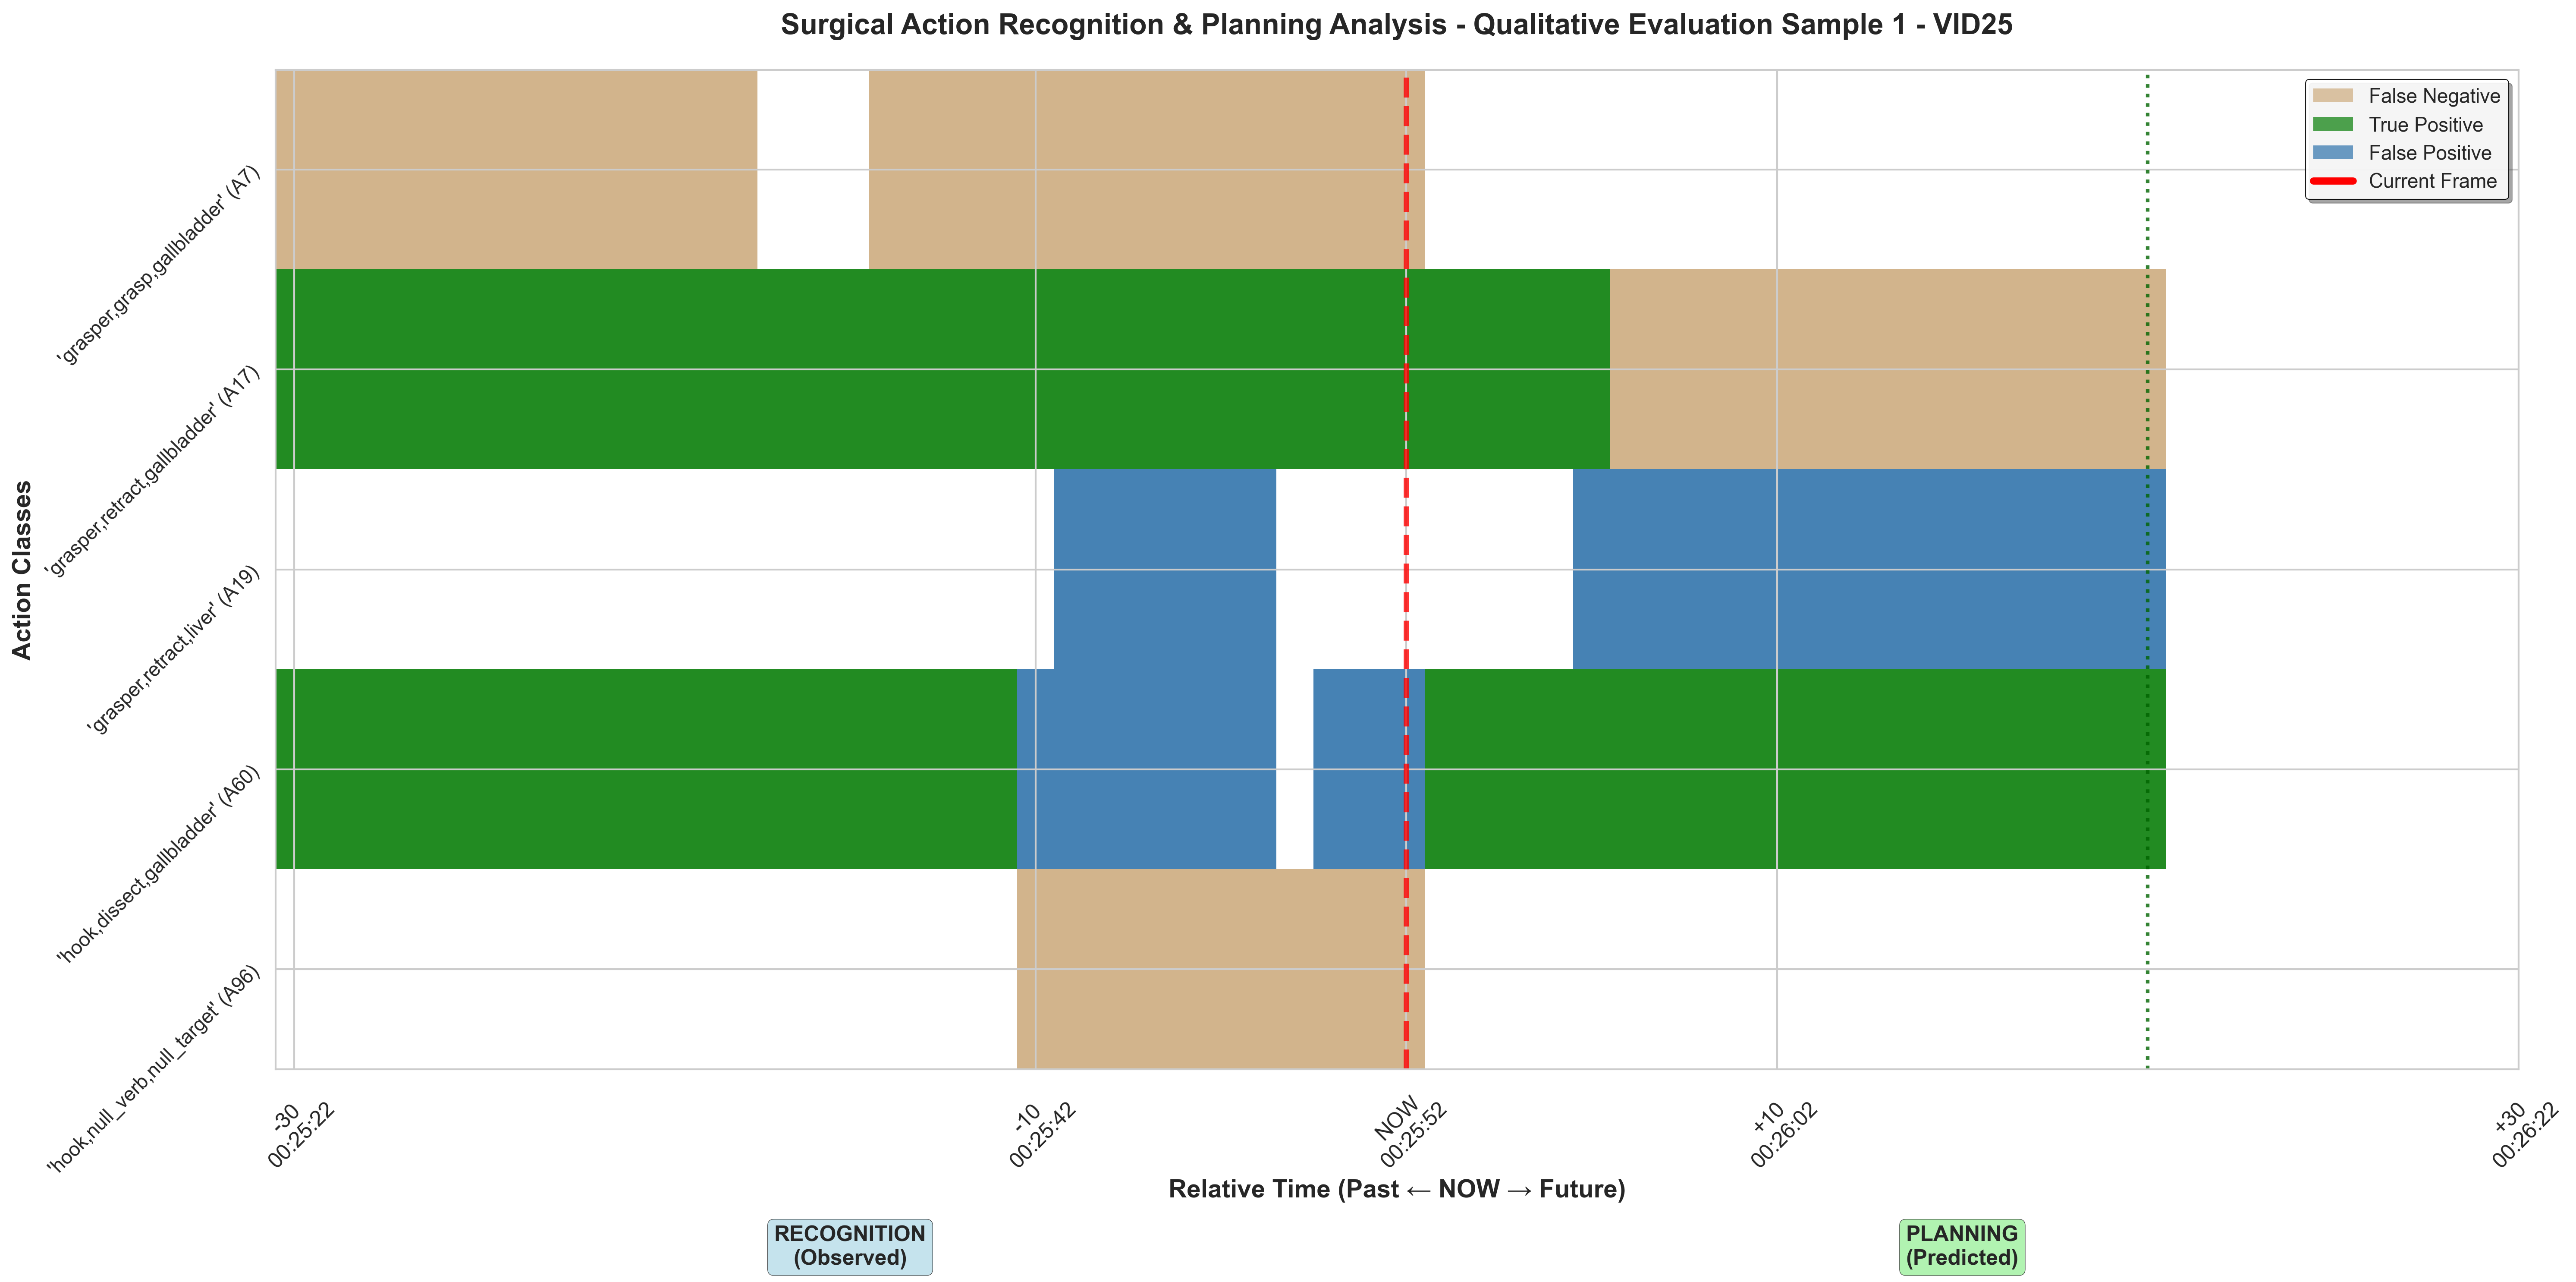 Surgical Action Recognition & Planning Analysis - Qualitative Evaluation Sample 1 - VID25
False Negative
True Positive
False Positive
Current Frame
Action Classes
'grasper,grasp,gallbladder' (A7)
'grasper,retract,gallbladder' (A17)
'grasper,retract,liver' (A19)
'hook,dissect,gallbladder' (A60)
'hook,null_verb,null_target' (A96)
-30
00:25:22
-10
00:25:42
NOW
00:25:52
+10
00:26:02
+30
00:26:22
Relative Time (Past ← NOW → Future)
RECOGNITION
(Observed)
PLANNING
(Predicted)